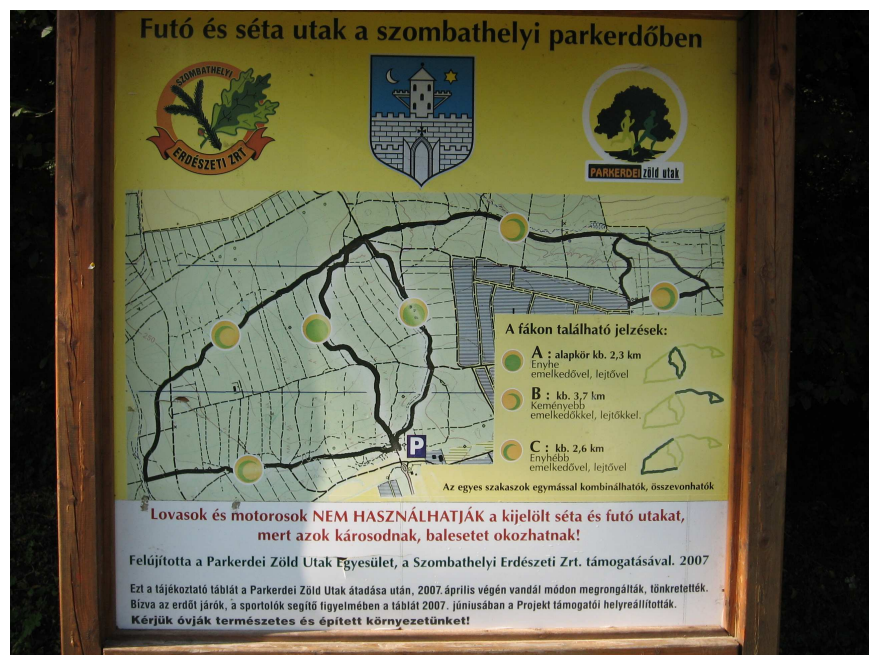 Futó és séta utak a szombathelyi parkerdőben
SZOMBATHELYI
ERDÉSZETI ZRT
PARKERDEI zöld utak
P
A fákon található jelzések:
A : alapkör kb. 2,3 km
Enyhe
emelkedővel, lejtővel
B : kb. 3,7 km
Keményebb
emelkedőkkel, lejtőkkel.
C : kb. 2,6 km
Enyhébb
emelkedővel, lejtővel
Az egyes szakaszok egymással kombinálhatók, összevonhatók
Lovasok és motorosok NEM HASZNÁLHATJÁK a kijelölt séta és futó utakat,
mert azok károsodnak, balesetet okozhatnak!
Felújította a Parkerdei Zöld Utak Egyesület, a Szombathelyi Erdészeti Zrt. támogatásával. 2007
Ezt a tájékoztató táblát a Parkerdei Zöld Utak átadása után, 2007. április végén vandál módon megrongálták, tönkretették.
Bízva az erdőt járók, a sportolók segítő figyelmében a táblát 2007. júniusában a Projekt támogatói helyreállították.
Kérjük óvják természetes és épített környezetünket!